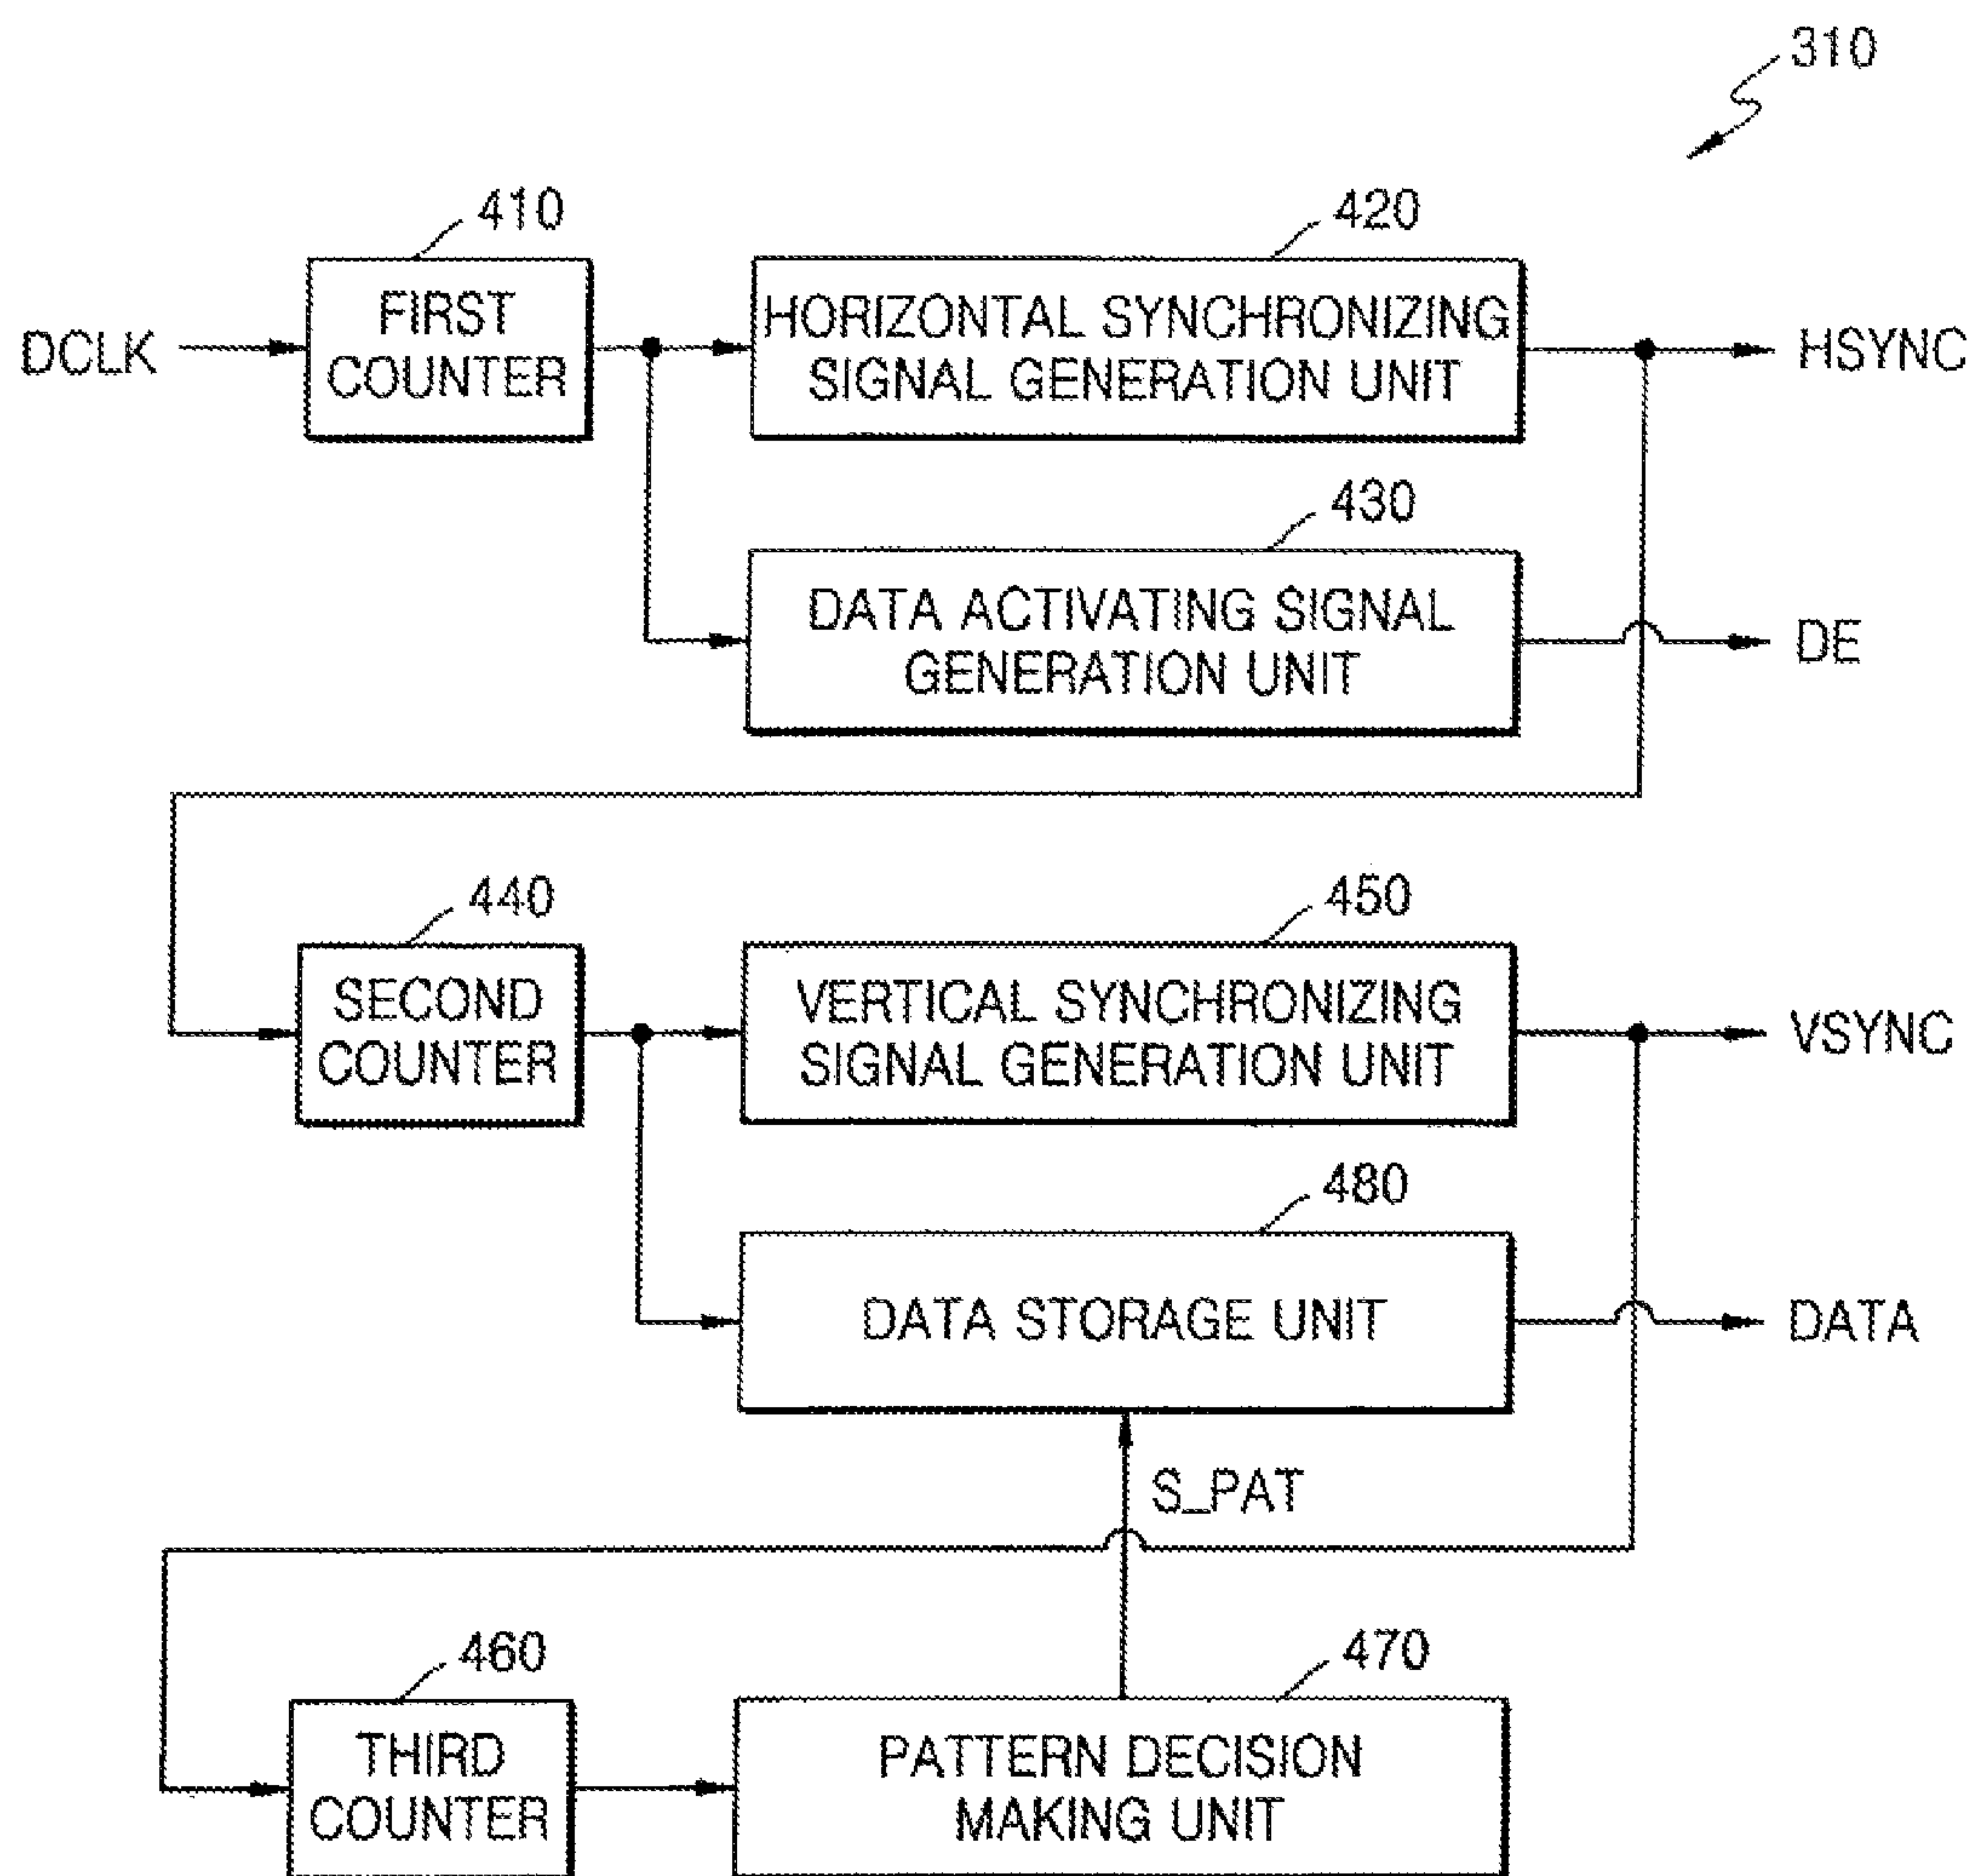 310
410
420
DCLK
FIRST
COUNTER
HORIZONTAL SYNCHRONIZING
SIGNAL GENERATION UNIT
HSYNC
430
DATA ACTIVATING SIGNAL
GENERATION UNIT
DE
440
450
SECOND
COUNTER
VERTICAL SYNCHRONIZING
SIGNAL GENERATION UNIT
VSYNC
480
DATA STORAGE UNIT
DATA
S_PAT
460
470
THIRD
COUNTER
PATTERN DECISION
MAKING UNIT